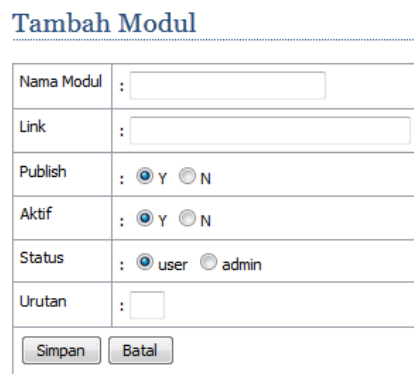 Tambah Modul
Nama Modul :
Link :
Publish : Y N
Aktif : Y N
Status : user admin
Urutan :
Simpan Batal